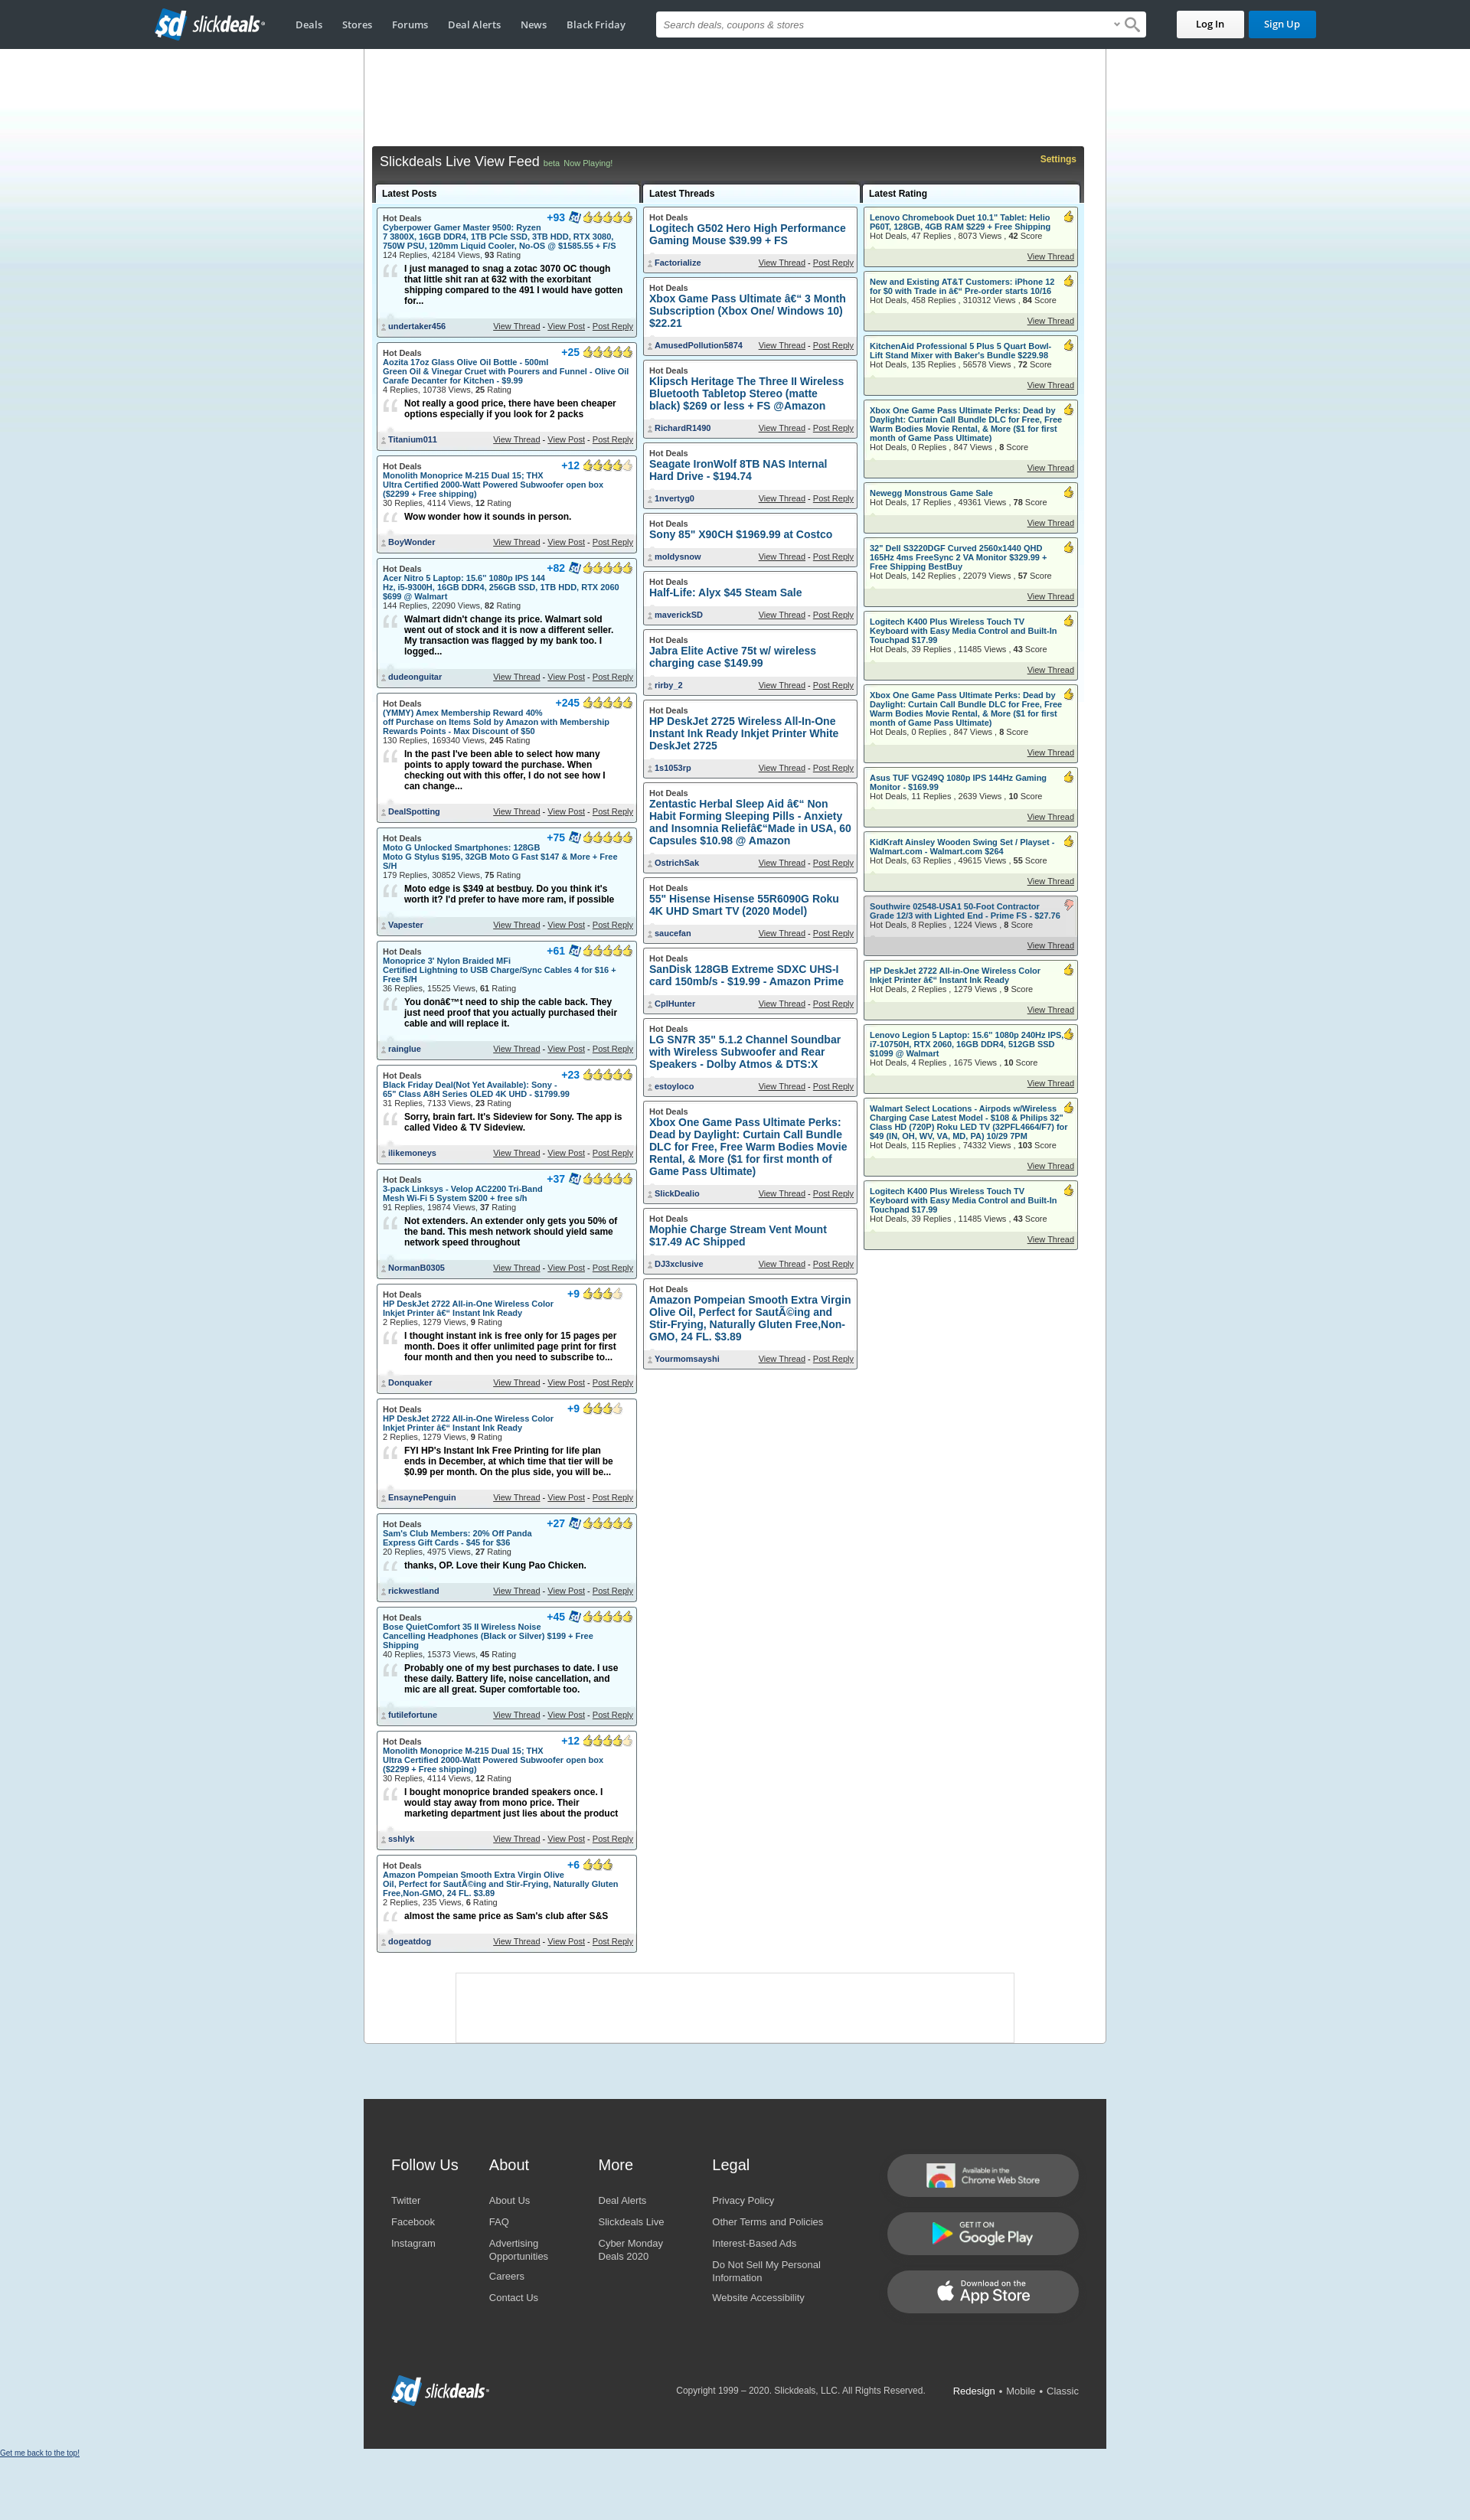 sd slickdeals
Deals
Stores
Forums
Deal Alerts
News
Black Friday
Search deals, coupons & stores
Log In
Sign Up
Slickdeals Live View Feed beta Now Playing!
Settings
Latest Posts
Hot Deals
+93
Cyberpower Gamer Master 9500: Ryzen
7 3800X, 16GB DDR4, 1TB PCIe SSD, 3TB HDD, RTX 3080,
750W PSU, 120mm Liquid Cooler, No-OS @ $1585.55 + F/S
124 Replies, 42184 Views, 93 Rating
I just managed to snag a zotac 3070 OC though
that little shit ran at 632 with the exorbitant
shipping compared to the 491 I would have gotten
for...
undertaker456
View Thread - View Post - Post Reply
Hot Deals
+25
Aozita 17oz Glass Olive Oil Bottle - 500ml
Green Oil & Vinegar Cruet with Pourers and Funnel - Olive Oil
Carafe Decanter for Kitchen - $9.99
4 Replies, 10738 Views, 25 Rating
Not really a good price, there have been cheaper
options especially if you look for 2 packs
Titanium011
View Thread - View Post - Post Reply
Hot Deals
+12
Monolith Monoprice M-215 Dual 15; THX
Ultra Certified 2000-Watt Powered Subwoofer open box
($2299 + Free shipping)
30 Replies, 4114 Views, 12 Rating
Wow wonder how it sounds in person.
BoyWonder
View Thread - View Post - Post Reply
Hot Deals
+82
Acer Nitro 5 Laptop: 15.6" 1080p IPS 144
Hz, i5-9300H, 16GB DDR4, 256GB SSD, 1TB HDD, RTX 2060
$699 @ Walmart
144 Replies, 22090 Views, 82 Rating
Walmart didn't change its price. Walmart sold
went out of stock and it is now a different seller.
My transaction was flagged by my bank too. I
logged...
dudeonguitar
View Thread - View Post - Post Reply
Hot Deals
+245
(YMMY) Amex Membership Reward 40%
off Purchase on Items Sold by Amazon with Membership
Rewards Points - Max Discount of $50
130 Replies, 169340 Views, 245 Rating
In the past I've been able to select how many
points to apply toward the purchase. When
checking out with this offer, I do not see how I
can change...
DealSpotting
View Thread - View Post - Post Reply
Hot Deals
+75
Moto G Unlocked Smartphones: 128GB
Moto G Stylus $195, 32GB Moto G Fast $147 & More + Free
S/H
179 Replies, 30852 Views, 75 Rating
Moto edge is $349 at bestbuy. Do you think it's
worth it? I'd prefer to have more ram, if possible
Vapester
View Thread - View Post - Post Reply
Hot Deals
+61
Monoprice 3' Nylon Braided MFi
Certified Lightning to USB Charge/Sync Cables 4 for $16 +
Free S/H
36 Replies, 15525 Views, 61 Rating
You donâ€™t need to ship the cable back. They
just need proof that you actually purchased their
cable and will replace it.
rainglue
View Thread - View Post - Post Reply
Hot Deals
+23
Black Friday Deal(Not Yet Available): Sony -
65" Class A8H Series OLED 4K UHD - $1799.99
31 Replies, 7133 Views, 23 Rating
Sorry, brain fart. It's Sideview for Sony. The app is
called Video & TV Sideview.
ilikemoneys
View Thread - View Post - Post Reply
Hot Deals
+37
3-pack Linksys - Velop AC2200 Tri-Band
Mesh Wi-Fi 5 System $200 + free s/h
91 Replies, 19874 Views, 37 Rating
Not extenders. An extender only gets you 50% of
the band. This mesh network should yield same
network speed throughout
NormanB0305
View Thread - View Post - Post Reply
Hot Deals
+9
HP DeskJet 2722 All-in-One Wireless Color
Inkjet Printer â€“ Instant Ink Ready
2 Replies, 1279 Views, 9 Rating
I thought instant ink is free only for 15 pages per
month. Does it offer unlimited page print for first
four month and then you need to subscribe to...
Donquaker
View Thread - View Post - Post Reply
Hot Deals
+9
HP DeskJet 2722 All-in-One Wireless Color
Inkjet Printer â€“ Instant Ink Ready
2 Replies, 1279 Views, 9 Rating
FYI HP's Instant Ink Free Printing for life plan
ends in December, at which time that tier will be
$0.99 per month. On the plus side, you will be...
EnsaynePenguin
View Thread - View Post - Post Reply
Hot Deals
+27
Sam's Club Members: 20% Off Panda
Express Gift Cards - $45 for $36
20 Replies, 4975 Views, 27 Rating
thanks, OP. Love their Kung Pao Chicken.
rickwestland
View Thread - View Post - Post Reply
Hot Deals
+45
Bose QuietComfort 35 II Wireless Noise
Cancelling Headphones (Black or Silver) $199 + Free
Shipping
40 Replies, 15373 Views, 45 Rating
Probably one of my best purchases to date. I use
these daily. Battery life, noise cancellation, and
mic are all great. Super comfortable too.
futilefortune
View Thread - View Post - Post Reply
Hot Deals
+12
Monolith Monoprice M-215 Dual 15; THX
Ultra Certified 2000-Watt Powered Subwoofer open box
($2299 + Free shipping)
30 Replies, 4114 Views, 12 Rating
I bought monoprice branded speakers once. I
would stay away from mono price. Their
marketing department just lies about the product
sshlyk
View Thread - View Post - Post Reply
Hot Deals
+6
Amazon Pompeian Smooth Extra Virgin Olive
Oil, Perfect for SautÃ©ing and Stir-Frying, Naturally Gluten
Free,Non-GMO, 24 FL. $3.89
2 Replies, 235 Views, 6 Rating
almost the same price as Sam's club after S&S
dogeatdog
View Thread - View Post - Post Reply
Latest Threads
Hot Deals
Logitech G502 Hero High Performance
Gaming Mouse $39.99 + FS
Factorialize
View Thread - Post Reply
Hot Deals
Xbox Game Pass Ultimate â€“ 3 Month
Subscription (Xbox One/ Windows 10)
$22.21
AmusedPollution5874
View Thread - Post Reply
Hot Deals
Klipsch Heritage The Three II Wireless
Bluetooth Tabletop Stereo (matte
black) $269 or less + FS @Amazon
RichardR1490
View Thread - Post Reply
Hot Deals
Seagate IronWolf 8TB NAS Internal
Hard Drive - $194.74
1nvertyg0
View Thread - Post Reply
Hot Deals
Sony 85" X90CH $1969.99 at Costco
moldysnow
View Thread - Post Reply
Hot Deals
Half-Life: Alyx $45 Steam Sale
maverickSD
View Thread - Post Reply
Hot Deals
Jabra Elite Active 75t w/ wireless
charging case $149.99
rirby_2
View Thread - Post Reply
Hot Deals
HP DeskJet 2725 Wireless All-In-One
Instant Ink Ready Inkjet Printer White
DeskJet 2725
1s1053rp
View Thread - Post Reply
Hot Deals
Zentastic Herbal Sleep Aid â€“ Non
Habit Forming Sleeping Pills - Anxiety
and Insomnia Reliefâ€“Made in USA, 60
Capsules $10.98 @ Amazon
OstrichSak
View Thread - Post Reply
Hot Deals
55" Hisense Hisense 55R6090G Roku
4K UHD Smart TV (2020 Model)
saucefan
View Thread - Post Reply
Hot Deals
SanDisk 128GB Extreme SDXC UHS-I
card 150mb/s - $19.99 - Amazon Prime
CplHunter
View Thread - Post Reply
Hot Deals
LG SN7R 35" 5.1.2 Channel Soundbar
with Wireless Subwoofer and Rear
Speakers - Dolby Atmos & DTS:X
estoyloco
View Thread - Post Reply
Hot Deals
Xbox One Game Pass Ultimate Perks:
Dead by Daylight: Curtain Call Bundle
DLC for Free, Free Warm Bodies Movie
Rental, & More ($1 for first month of
Game Pass Ultimate)
SlickDealio
View Thread - Post Reply
Hot Deals
Mophie Charge Stream Vent Mount
$17.49 AC Shipped
DJ3xclusive
View Thread - Post Reply
Hot Deals
Amazon Pompeian Smooth Extra Virgin
Olive Oil, Perfect for SautÃ©ing and
Stir-Frying, Naturally Gluten Free,Non-
GMO, 24 FL. $3.89
Yourmomsayshi
View Thread - Post Reply
Latest Rating
Lenovo Chromebook Duet 10.1" Tablet: Helio
P60T, 128GB, 4GB RAM $229 + Free Shipping
Hot Deals, 47 Replies , 8073 Views , 42 Score
View Thread
New and Existing AT&T Customers: iPhone 12
for $0 with Trade in â€“ Pre-order starts 10/16
Hot Deals, 458 Replies , 310312 Views , 84 Score
View Thread
KitchenAid Professional 5 Plus 5 Quart Bowl-
Lift Stand Mixer with Baker's Bundle $229.98
Hot Deals, 135 Replies , 56578 Views , 72 Score
View Thread
Xbox One Game Pass Ultimate Perks: Dead by
Daylight: Curtain Call Bundle DLC for Free, Free
Warm Bodies Movie Rental, & More ($1 for first
month of Game Pass Ultimate)
Hot Deals, 0 Replies , 847 Views , 8 Score
View Thread
Newegg Monstrous Game Sale
Hot Deals, 17 Replies , 49361 Views , 78 Score
View Thread
32" Dell S3220DGF Curved 2560x1440 QHD
165Hz 4ms FreeSync 2 VA Monitor $329.99 +
Free Shipping BestBuy
Hot Deals, 142 Replies , 22079 Views , 57 Score
View Thread
Logitech K400 Plus Wireless Touch TV
Keyboard with Easy Media Control and Built-In
Touchpad $17.99
Hot Deals, 39 Replies , 11485 Views , 43 Score
View Thread
Xbox One Game Pass Ultimate Perks: Dead by
Daylight: Curtain Call Bundle DLC for Free, Free
Warm Bodies Movie Rental, & More ($1 for first
month of Game Pass Ultimate)
Hot Deals, 0 Replies , 847 Views , 8 Score
View Thread
Asus TUF VG249Q 1080p IPS 144Hz Gaming
Monitor - $169.99
Hot Deals, 11 Replies , 2639 Views , 10 Score
View Thread
KidKraft Ainsley Wooden Swing Set / Playset -
Walmart.com - Walmart.com $264
Hot Deals, 63 Replies , 49615 Views , 55 Score
View Thread
Southwire 02548-USA1 50-Foot Contractor
Grade 12/3 with Lighted End - Prime FS - $27.76
Hot Deals, 8 Replies , 1224 Views , 8 Score
View Thread
HP DeskJet 2722 All-in-One Wireless Color
Inkjet Printer â€“ Instant Ink Ready
Hot Deals, 2 Replies , 1279 Views , 9 Score
View Thread
Lenovo Legion 5 Laptop: 15.6" 1080p 240Hz IPS,
i7-10750H, RTX 2060, 16GB DDR4, 512GB SSD
$1099 @ Walmart
Hot Deals, 4 Replies , 1675 Views , 10 Score
View Thread
Walmart Select Locations - Airpods w/Wireless
Charging Case Latest Model - $108 & Philips 32"
Class HD (720P) Roku LED TV (32PFL4664/F7) for
$49 (IN, OH, WV, VA, MD, PA) 10/29 7PM
Hot Deals, 115 Replies , 74332 Views , 103 Score
View Thread
Logitech K400 Plus Wireless Touch TV
Keyboard with Easy Media Control and Built-In
Touchpad $17.99
Hot Deals, 39 Replies , 11485 Views , 43 Score
View Thread
Follow Us
Twitter
Facebook
Instagram
About
About Us
FAQ
Advertising
Opportunities
Careers
Contact Us
More
Deal Alerts
Slickdeals Live
Cyber Monday
Deals 2020
Legal
Privacy Policy
Other Terms and Policies
Interest-Based Ads
Do Not Sell My Personal
Information
Website Accessibility
Available in the
Chrome Web Store
GET IT ON
Google Play
Download on the
App Store
sd slickdeals
Copyright 1999 – 2020. Slickdeals, LLC. All Rights Reserved.
Redesign • Mobile • Classic
Get me back to the top!